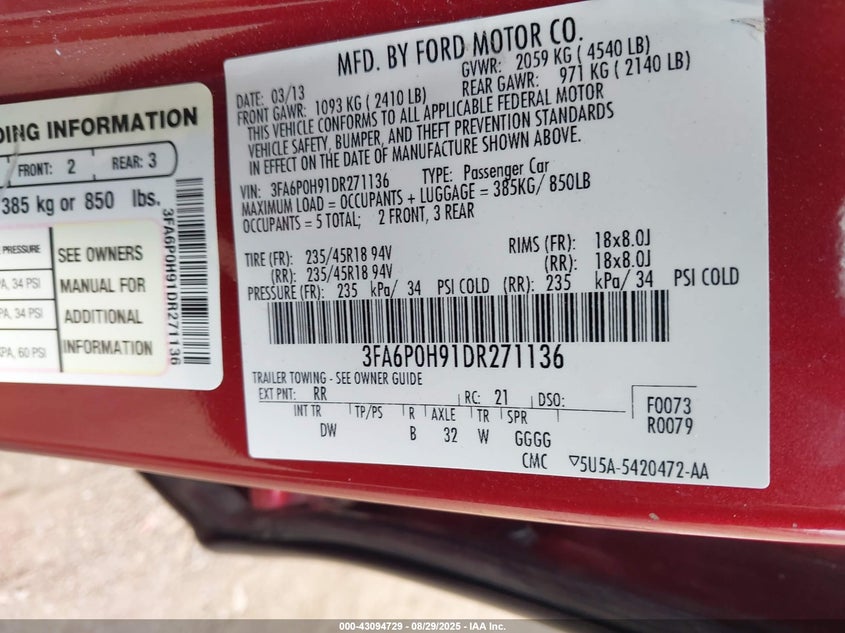 DING INFORMATION
FRONT: 2 REAR: 3
385 kg or 850 lbs.
PRESSURE
PA, 34 PSI
PA, 34 PSI
KPA, 60 PSI
SEE OWNERS
MANUAL FOR
ADDITIONAL
INFORMATION
3FA6P0H91DR271136
MFD. BY FORD MOTOR CO.
DATE: 03/13 GVWR: 2059 KG ( 4540 LB)
FRONT GAWR: 1093 KG ( 2410 LB) REAR GAWR: 971 KG ( 2140 LB)
THIS VEHICLE CONFORMS TO ALL APPLICABLE FEDERAL MOTOR
VEHICLE SAFETY, BUMPER, AND THEFT PREVENTION STANDARDS
IN EFFECT ON THE DATE OF MANUFACTURE SHOWN ABOVE.
VIN: 3FA6P0H91DR271136 TYPE: Passenger Car
MAXIMUM LOAD = OCCUPANTS + LUGGAGE = 385KG/ 850LB
OCCUPANTS = 5 TOTAL; 2 FRONT, 3 REAR
TIRE (FR): 235/45R18 94V RIMS (FR): 18x8.0J
(RR): 235/45R18 94V (RR): 18x8.0J
PRESSURE (FR): 235 kPa/ 34 PSI COLD (RR): 235 kPa/ 34 PSI COLD
3FA6P0H91DR271136
TRAILER TOWING - SEE OWNER GUIDE
EXT PNT: RR RC: 21 DSO:
INT TR TP/PS R AXLE TR SPR
DW B 32 W GGGG
F0073
R0079
CMC ▽5U5A-5420472-AA
000-43094729 - 08/29/2025 - IAA Inc.